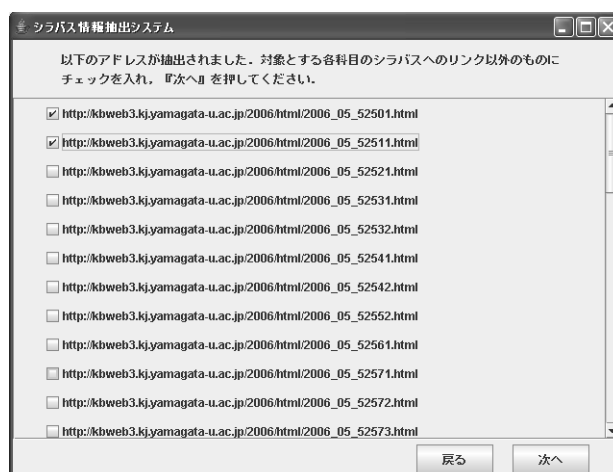 シラバス情報抽出システム
以下のアドレスが抽出されました．対象とする各科目のシラバスへのリンク以外のものに
チェックを入れ，『次へ』を押してください．
http://kbweb3.kj.yamagata-u.ac.jp/2006/html/2006_05_52501.html
http://kbweb3.kj.yamagata-u.ac.jp/2006/html/2006_05_52511.html
http://kbweb3.kj.yamagata-u.ac.jp/2006/html/2006_05_52521.html
http://kbweb3.kj.yamagata-u.ac.jp/2006/html/2006_05_52531.html
http://kbweb3.kj.yamagata-u.ac.jp/2006/html/2006_05_52532.html
http://kbweb3.kj.yamagata-u.ac.jp/2006/html/2006_05_52541.html
http://kbweb3.kj.yamagata-u.ac.jp/2006/html/2006_05_52542.html
http://kbweb3.kj.yamagata-u.ac.jp/2006/html/2006_05_52552.html
http://kbweb3.kj.yamagata-u.ac.jp/2006/html/2006_05_52561.html
http://kbweb3.kj.yamagata-u.ac.jp/2006/html/2006_05_52571.html
http://kbweb3.kj.yamagata-u.ac.jp/2006/html/2006_05_52572.html
http://kbweb3.kj.yamagata-u.ac.jp/2006/html/2006_05_52573.html
戻る 次へ